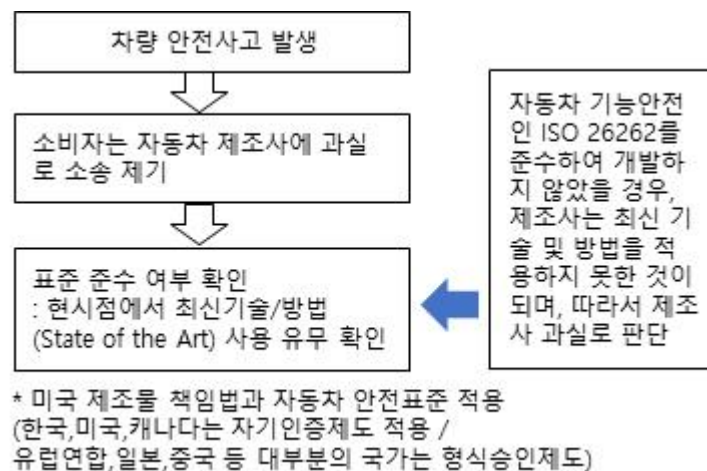 차량 안전사고 발생
소비자는 자동차 제조사에 과실
로 소송 제기
표준 준수 여부 확인
: 현시점에서 최신기술/방법
(State of the Art) 사용 유무 확인
자동차 기능안전
인 ISO 26262를
준수하여 개발하
지 않았을 경우,
제조사는 최신 기
술 및 방법을 적
용하지 못한 것이
되며, 따라서 제조
사 과실로 판단
* 미국 제조물 책임법과 자동차 안전표준 적용
(한국,미국,캐나다는 자기인증제도 적용 /
유럽연합,일본,중국 등 대부분의 국가는 형식승인제도)